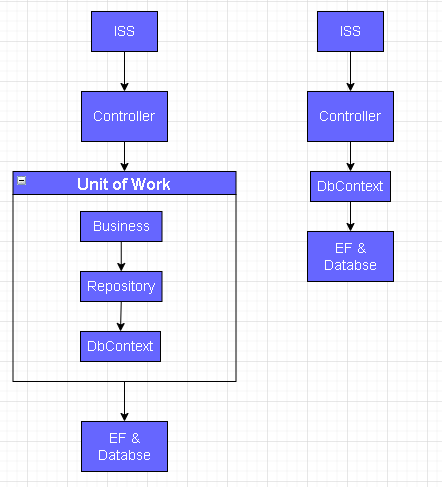 ISS
Controller
Unit of Work
Business
Repository
DbContext
EF &
Databse
ISS
Controller
DbContext
EF &
Databse